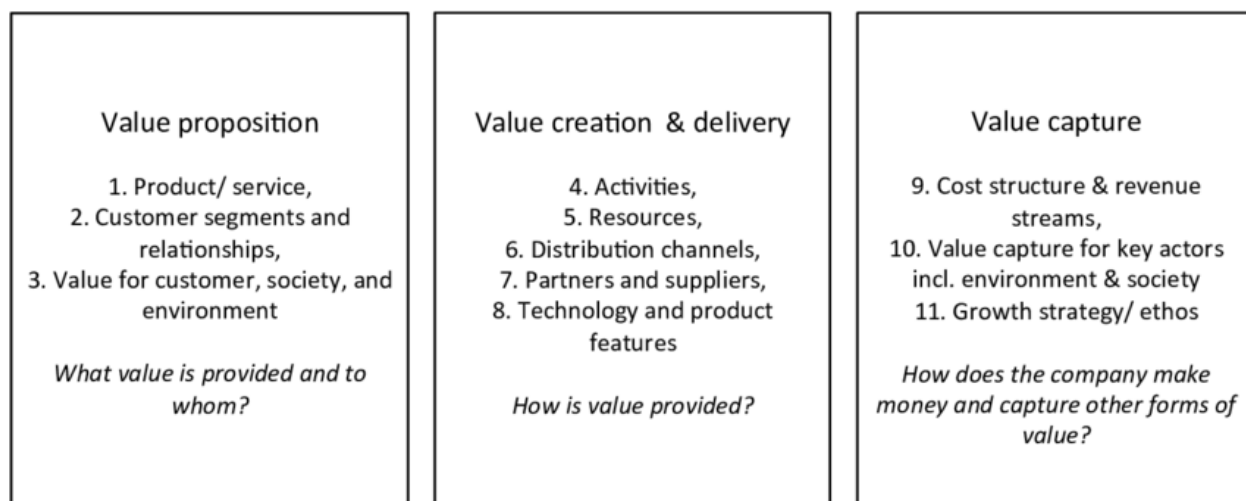 Value proposition
1. Product/ service,
2. Customer segments and
relationships,
3. Value for customer, society, and
environment
What value is provided and to
whom?
Value creation & delivery
4. Activities,
5. Resources,
6. Distribution channels,
7. Partners and suppliers,
8. Technology and product
features
How is value provided?
Value capture
9. Cost structure & revenue
streams,
10. Value capture for key actors
incl. environment & society
11. Growth strategy/ ethos
How does the company make
money and capture other forms of
value?